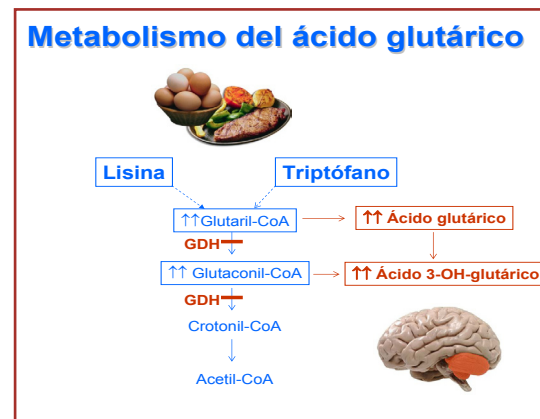 Metabolismo del ácido glutárico
Lisina
Triptófano
↑↑Glutaril-CoA
↑↑ Ácido glutárico
GDH
↑↑ Glutaconil-CoA
↑↑ Ácido 3-OH-glutárico
GDH
Crotonil-CoA
Acetil-CoA